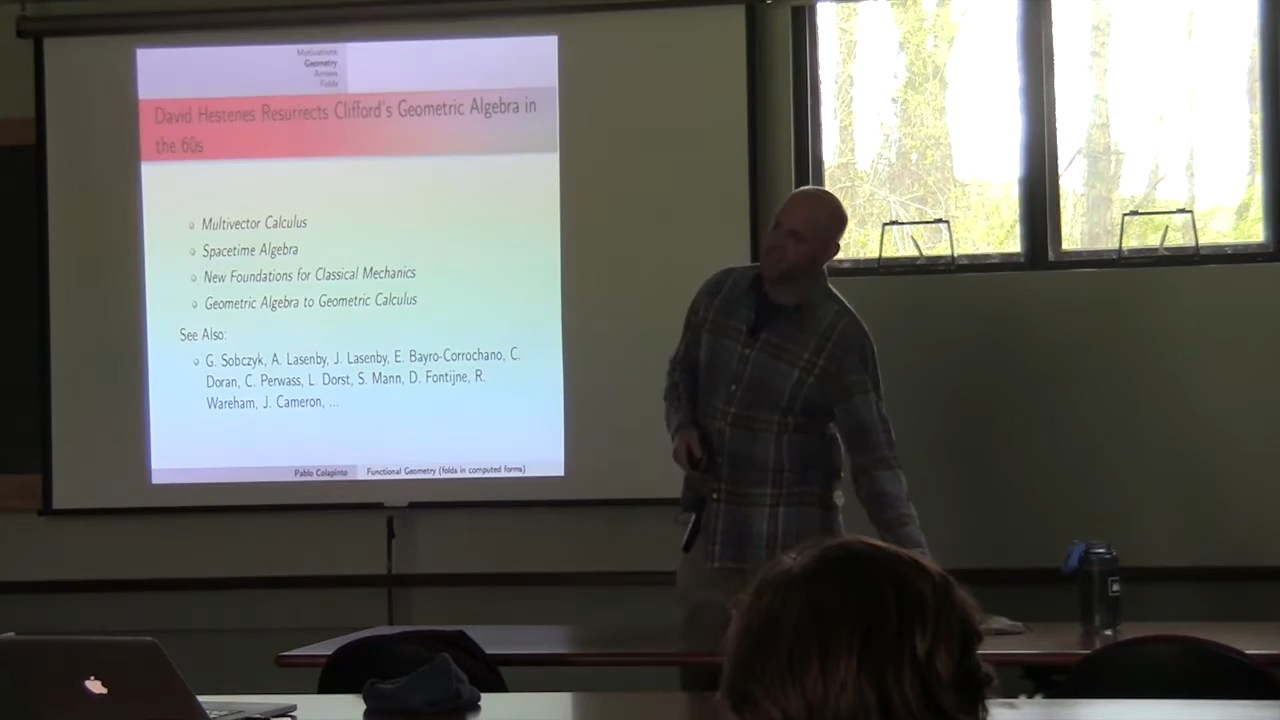 Motivations
Geometry
Arrows
Folds
David Hestenes Resurrects Clifford's Geometric Algebra in
the 60s
Multivector Calculus
Spacetime Algebra
New Foundations for Classical Mechanics
Geometric Algebra to Geometric Calculus
See Also:
G. Sobczyk, A. Lasenby, J. Lasenby, E. Bayro-Corrochano, C.
Doran, C. Perwass, L. Dorst, S. Mann, D. Fontijne, R.
Wareham, J. Cameron, ...
Pablo Colapinto Functional Geometry (folds in computed forms)